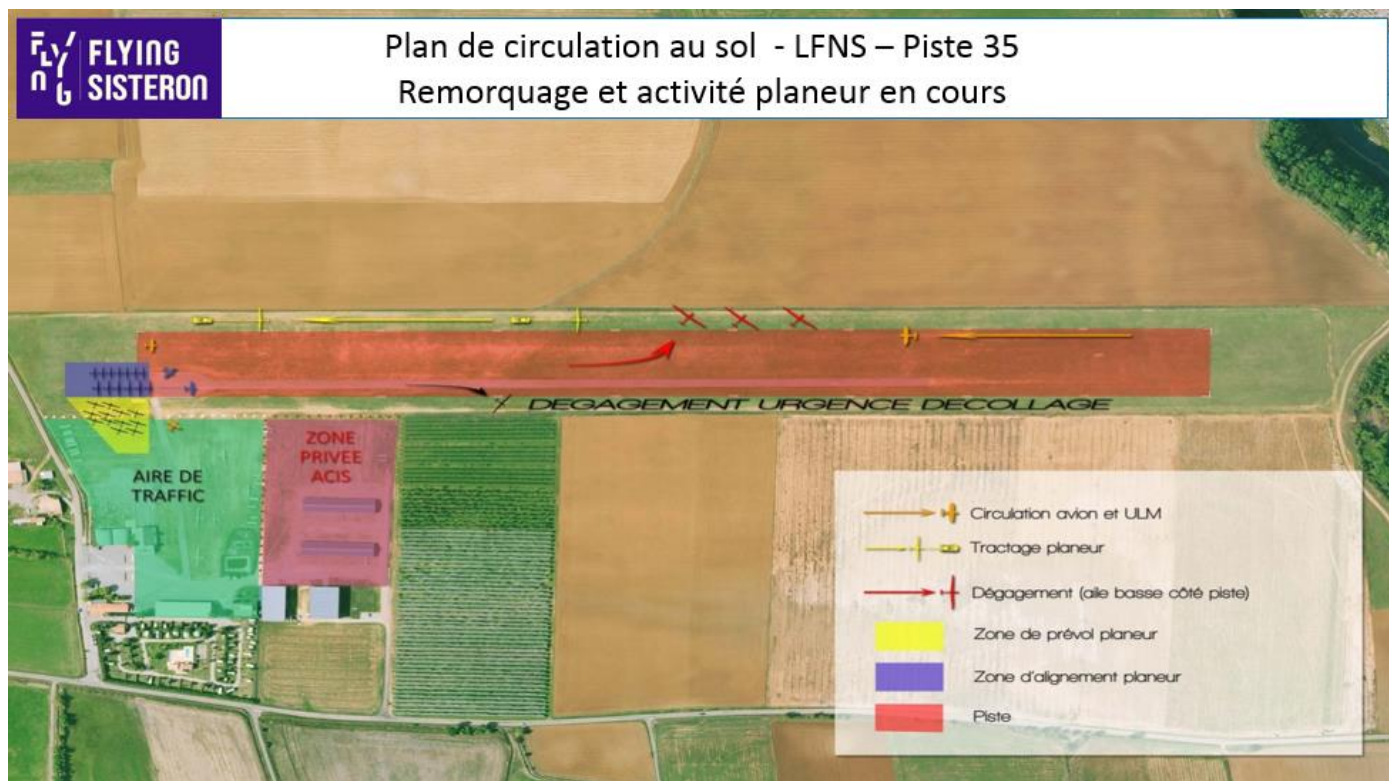 FLYNG
FLYING
SISTERON
Plan de circulation au sol - LFNS – Piste 35
Remorquage et activité planeur en cours
DEGAGEMENT URGENCE DECOLLAGE
ZONE
PRIVEE
ACIS
AIRE DE
TRAFFIC
Circulation avion et ULM
Tractage planeur
Dégagement (aile basse côté piste)
Zone de prévol planeur
Zone d'alignement planeur
Piste